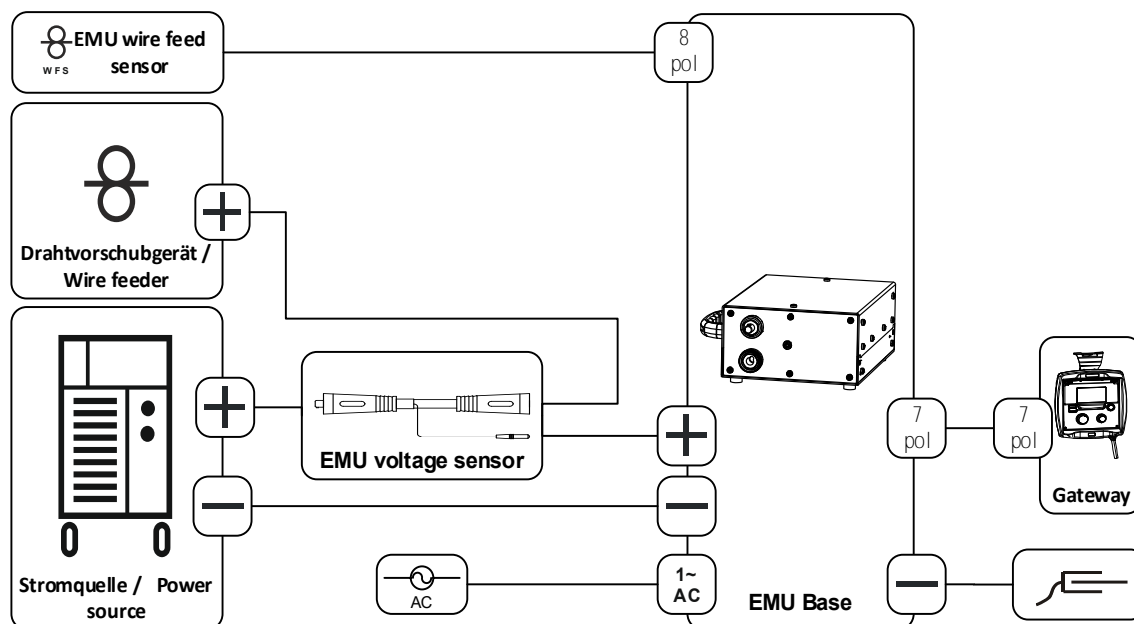 EMU wire feed
sensor
WFS
8
pol
Drahtvorschubgerät /
Wire feeder
EMU voltage sensor
7
pol
7
pol
Gateway
Stromquelle / Power
source
AC
1~
AC
EMU Base